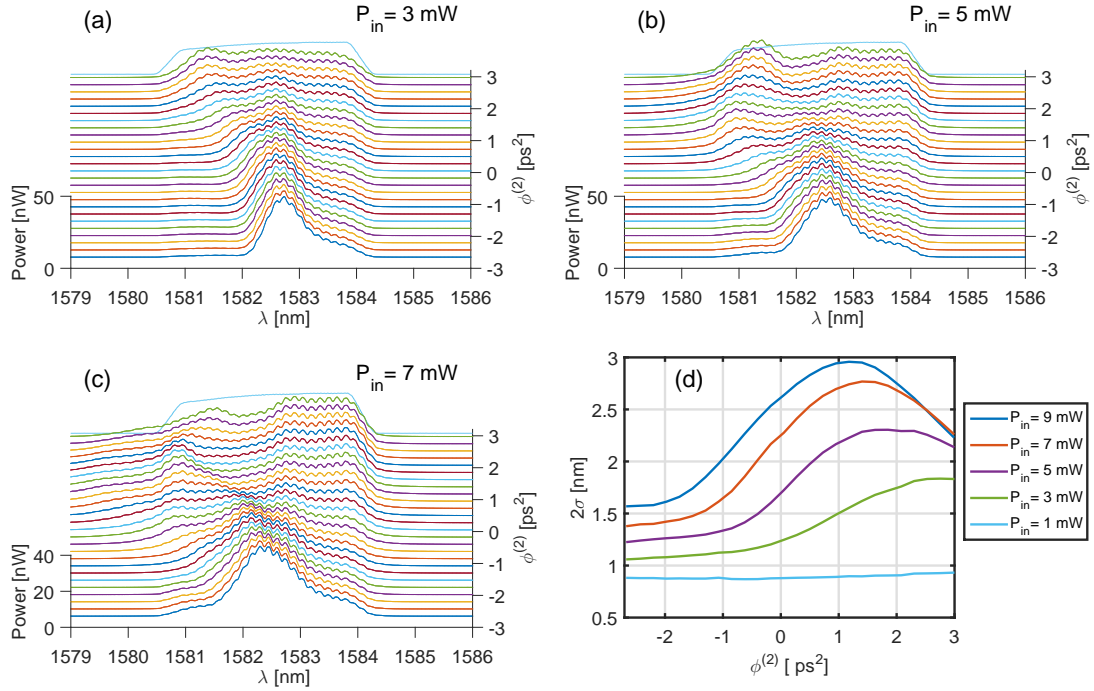 (a) P_in = 3 mW
Power [nW]
50
0
3
2
1
0
-1
-2
-3
ϕ^(2) [ps^2]
1579 1580 1581 1582 1583 1584 1585 1586
λ [nm]
(b) P_in = 5 mW
Power [nW]
50
0
3
2
1
0
-1
-2
-3
ϕ^(2) [ps^2]
1579 1580 1581 1582 1583 1584 1585 1586
λ [nm]
(c) P_in = 7 mW
Power [nW]
40
20
0
3
2
1
0
-1
-2
-3
ϕ^(2) [ps^2]
1579 1580 1581 1582 1583 1584 1585 1586
λ [nm]
(d)
2σ [nm]
3
2.5
2
1.5
1
0.5
-2 -1 0 1 2 3
ϕ^(2) [ ps^2]
P_in = 9 mW
P_in = 7 mW
P_in = 5 mW
P_in = 3 mW
P_in = 1 mW